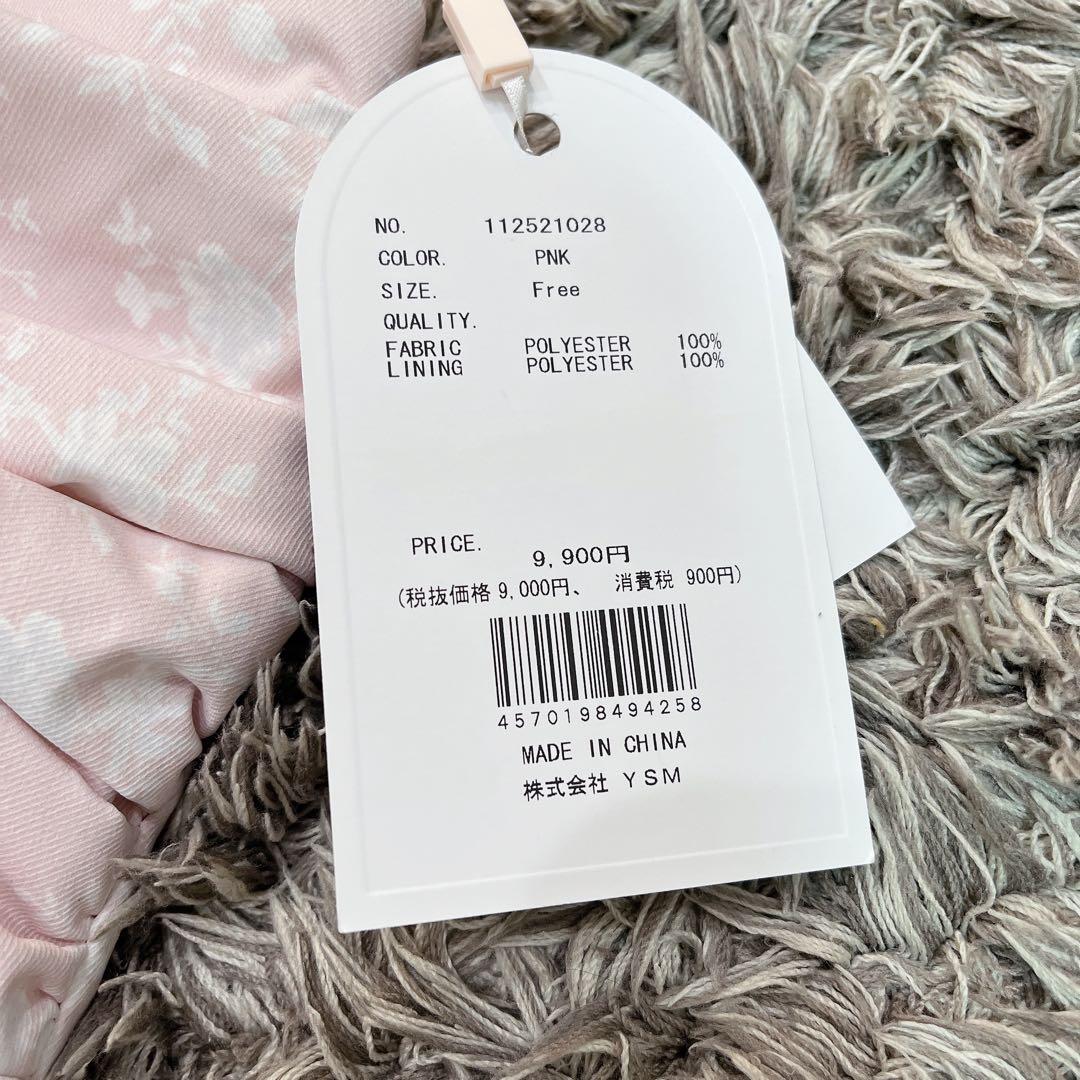 NO. 112521028
COLOR. PNK
SIZE. Free
QUALITY.
FABRIC POLYESTER 100%
LINING POLYESTER 100%
PRICE. 9,900円
(税抜価格 9,000円、 消費税 900円)
4570198494258
MADE IN CHINA
株式会社 YSM